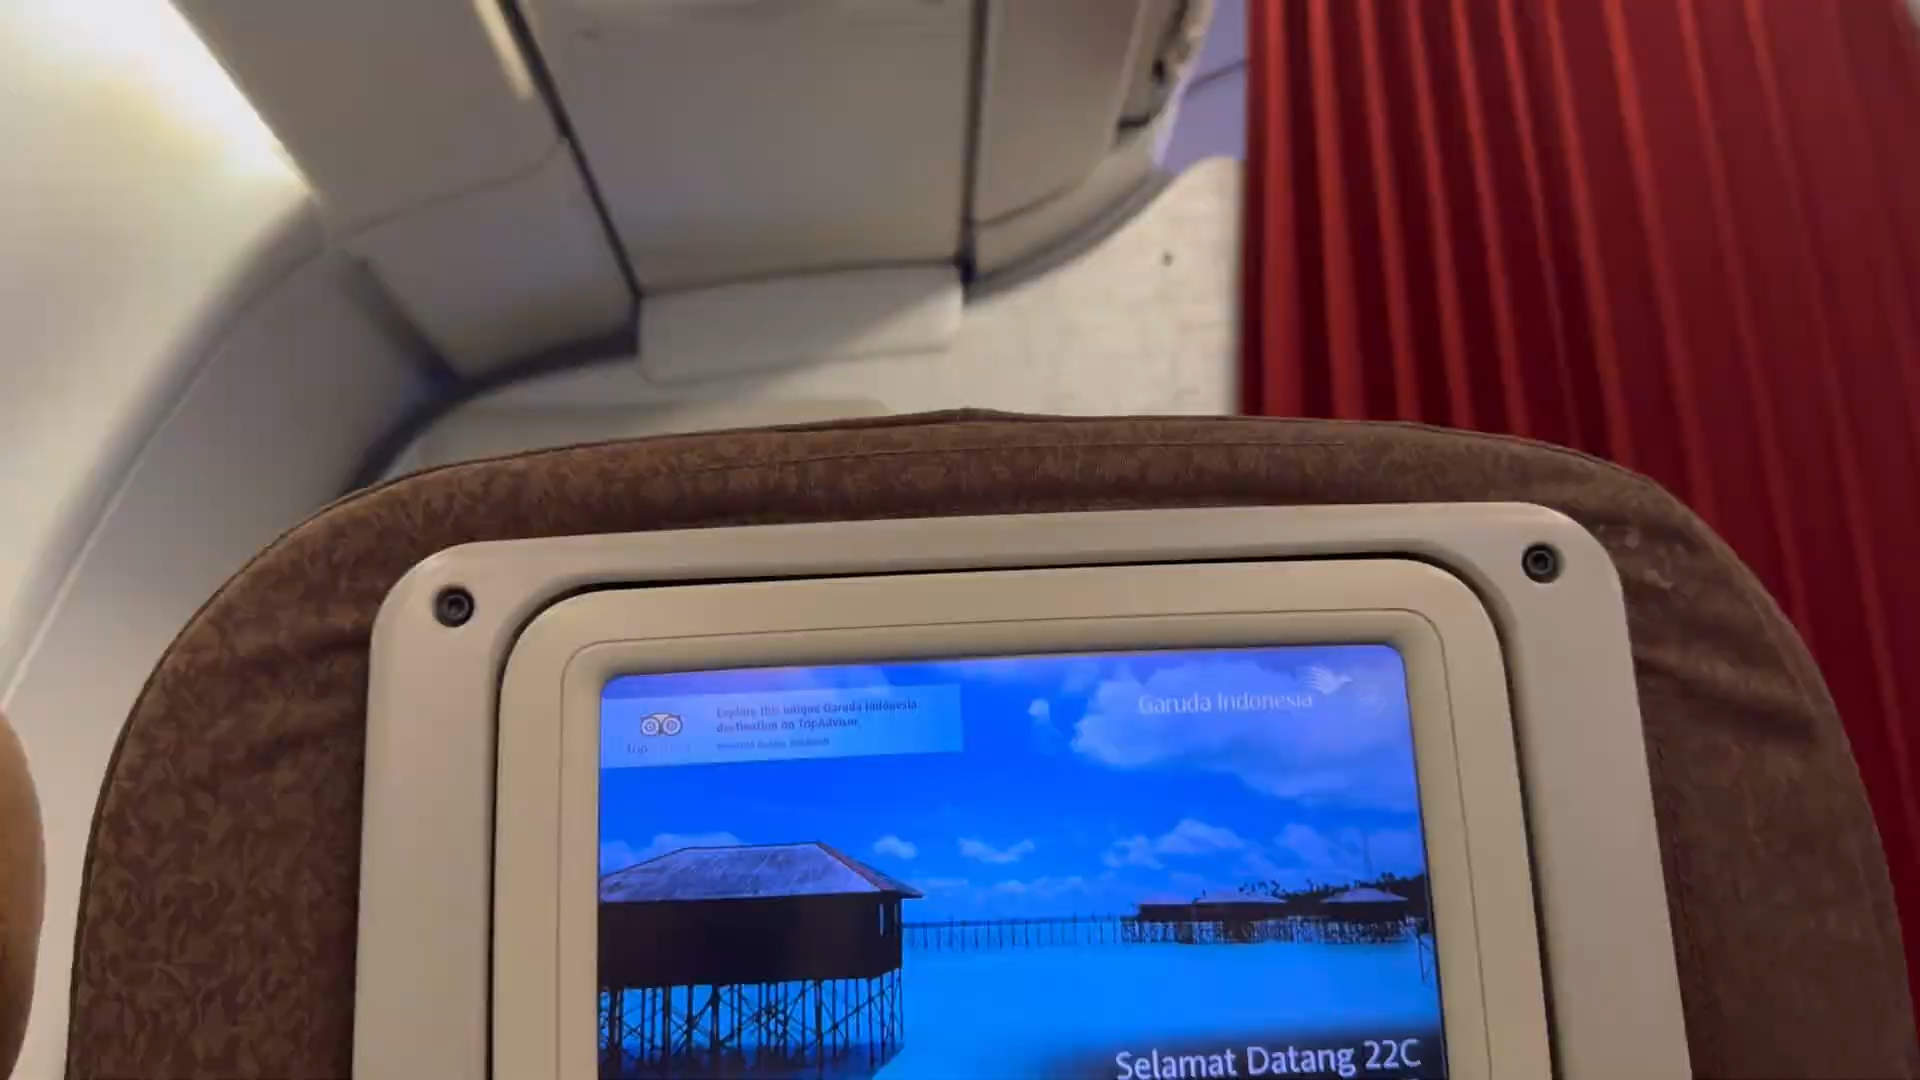 Explore this unique Garuda Indonesia
destination on TripAdvisor.
Garuda Indonesia
Selamat Datang 22C